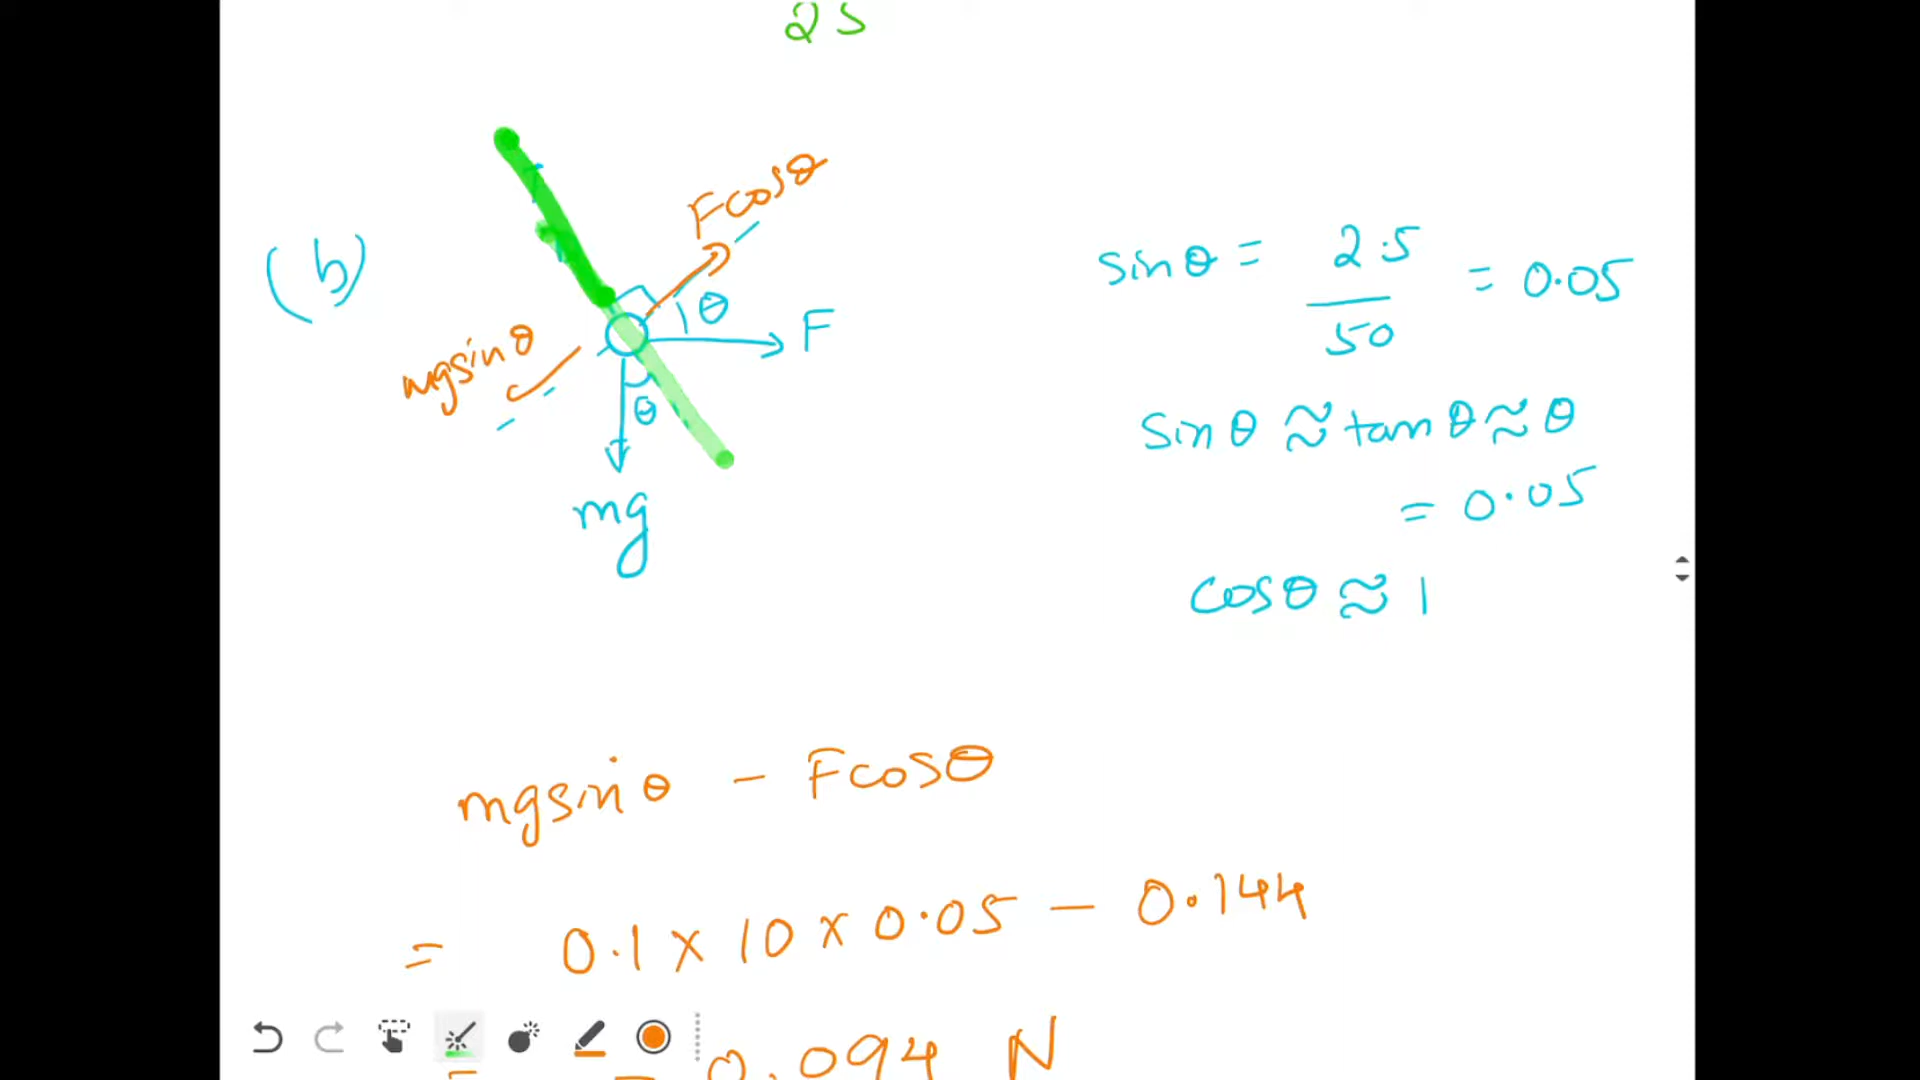 25
(b)
Fcosθ
θ
F
mgsinθ
θ
mg
sinθ = 2.5 / 50 = 0.05
sinθ ≈ tanθ ≈ θ
= 0.05
cosθ ≈ 1
mgsinθ - Fcosθ
= 0.1 x 10 x 0.05 - 0.144
= - 0.094 N